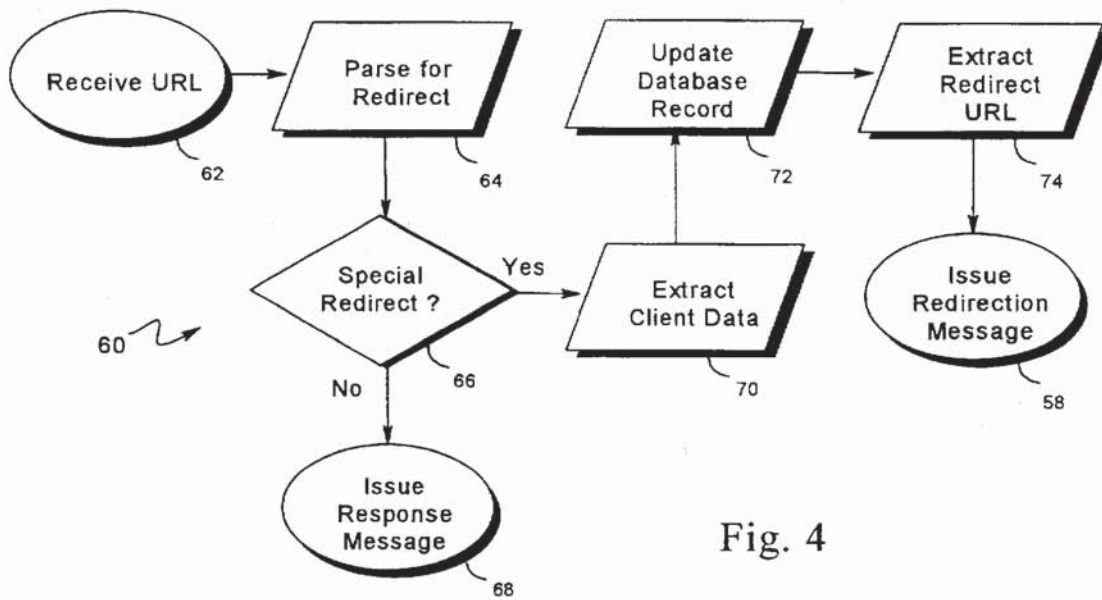 Receive URL
62
Parse for
Redirect
64
Update
Database
Record
72
Extract
Redirect
URL
74
Special
Redirect ?
Yes
66
No
Extract
Client Data
70
Issue
Redirection
Message
58
60
Issue
Response
Message
68
Fig. 4